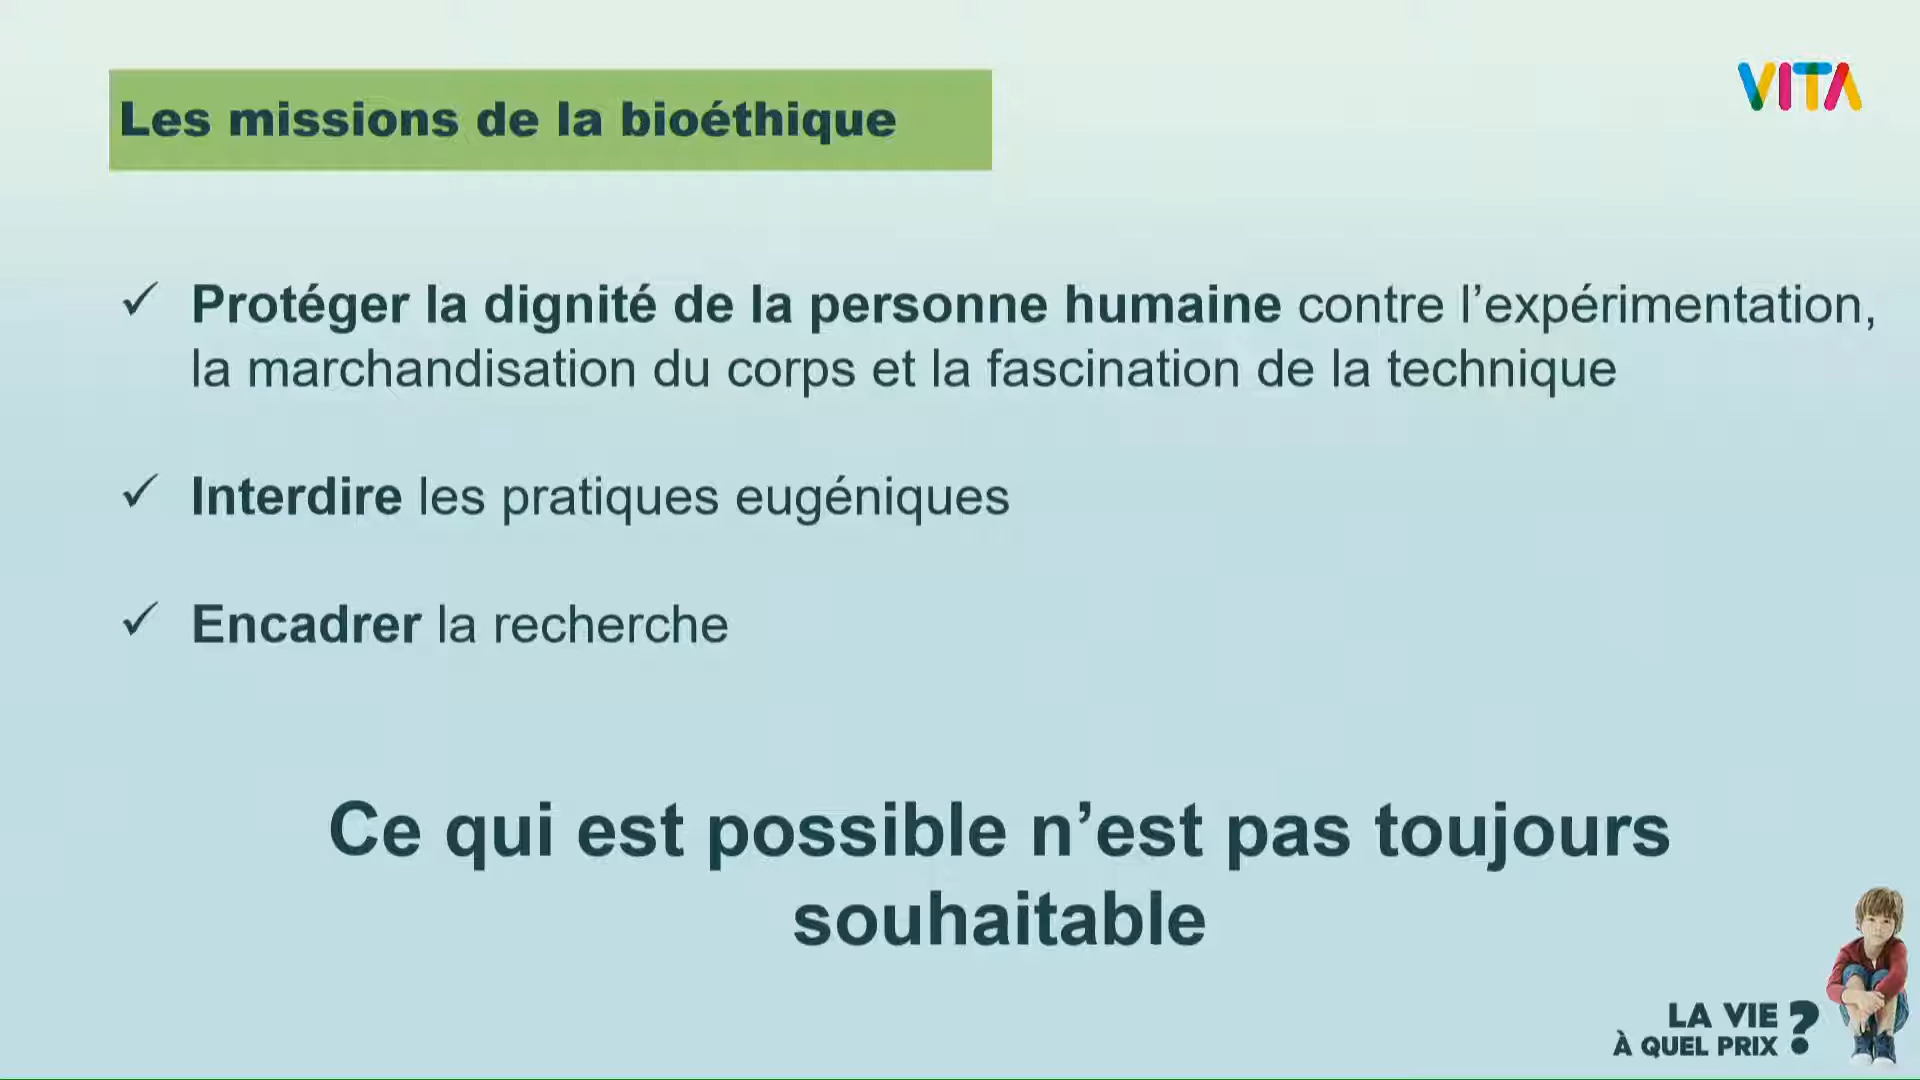 Les missions de la bioéthique
VITA
✓ Protéger la dignité de la personne humaine contre l’expérimentation,
la marchandisation du corps et la fascination de la technique
✓ Interdire les pratiques eugéniques
✓ Encadrer la recherche
Ce qui est possible n’est pas toujours
souhaitable
LA VIE
À QUEL PRIX ?